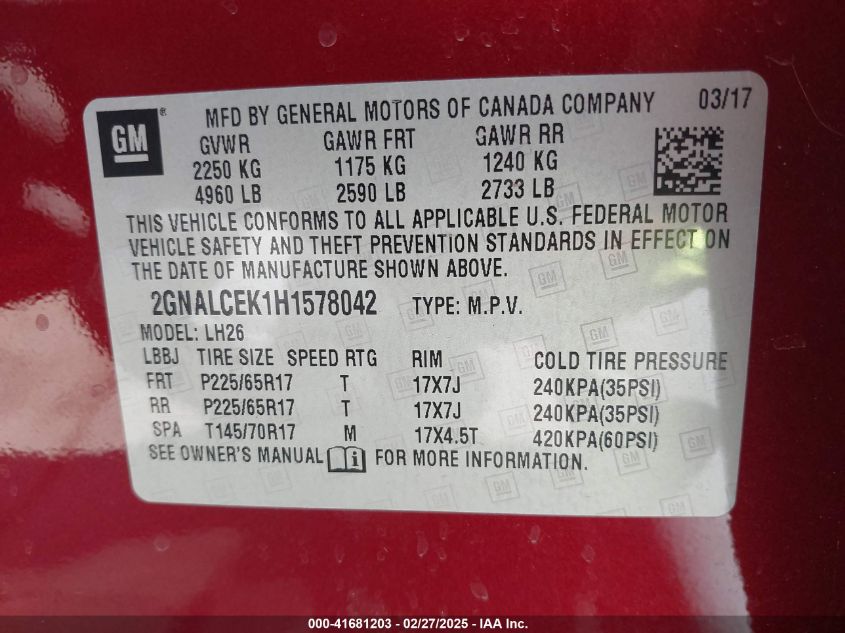 GM ® MFD BY GENERAL MOTORS OF CANADA COMPANY 03/17
GVWR GAWR FRT GAWR RR
2250 KG 1175 KG 1240 KG
4960 LB 2590 LB 2733 LB
THIS VEHICLE CONFORMS TO ALL APPLICABLE U.S. FEDERAL MOTOR
VEHICLE SAFETY AND THEFT PREVENTION STANDARDS IN EFFECT ON
THE DATE OF MANUFACTURE SHOWN ABOVE.
2GNALCEK1H1578042 TYPE: M.P.V.
MODEL: LH26
LBBJ TIRE SIZE SPEED RTG RIM COLD TIRE PRESSURE
FRT P225/65R17 T 17X7J 240KPA(35PSI)
RR P225/65R17 T 17X7J 240KPA(35PSI)
SPA T145/70R17 M 17X4.5T 420KPA(60PSI)
SEE OWNER'S MANUAL i FOR MORE INFORMATION.
000-41681203 - 02/27/2025 - IAA Inc.